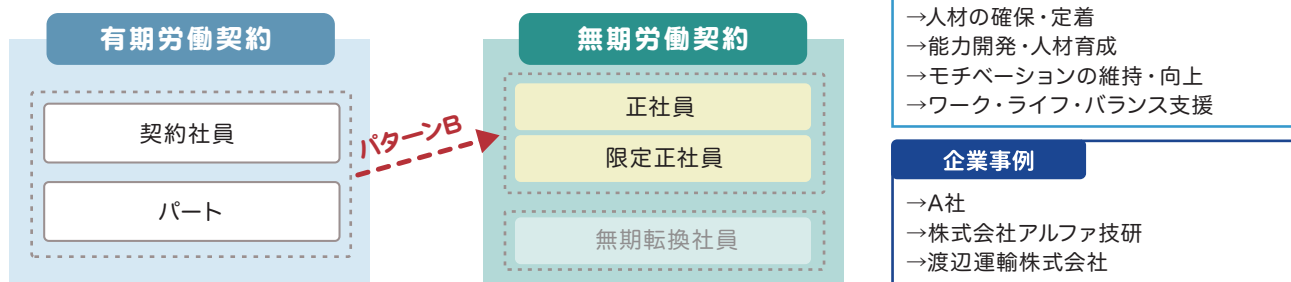 有期労働契約
契約社員
パート
パターンB
無期労働契約
正社員
限定正社員
無期転換社員
→人材の確保・定着
→能力開発・人材育成
→モチベーションの維持・向上
→ワーク・ライフ・バランス支援
企業事例
→A社
→株式会社アルファ技研
→渡辺運輸株式会社